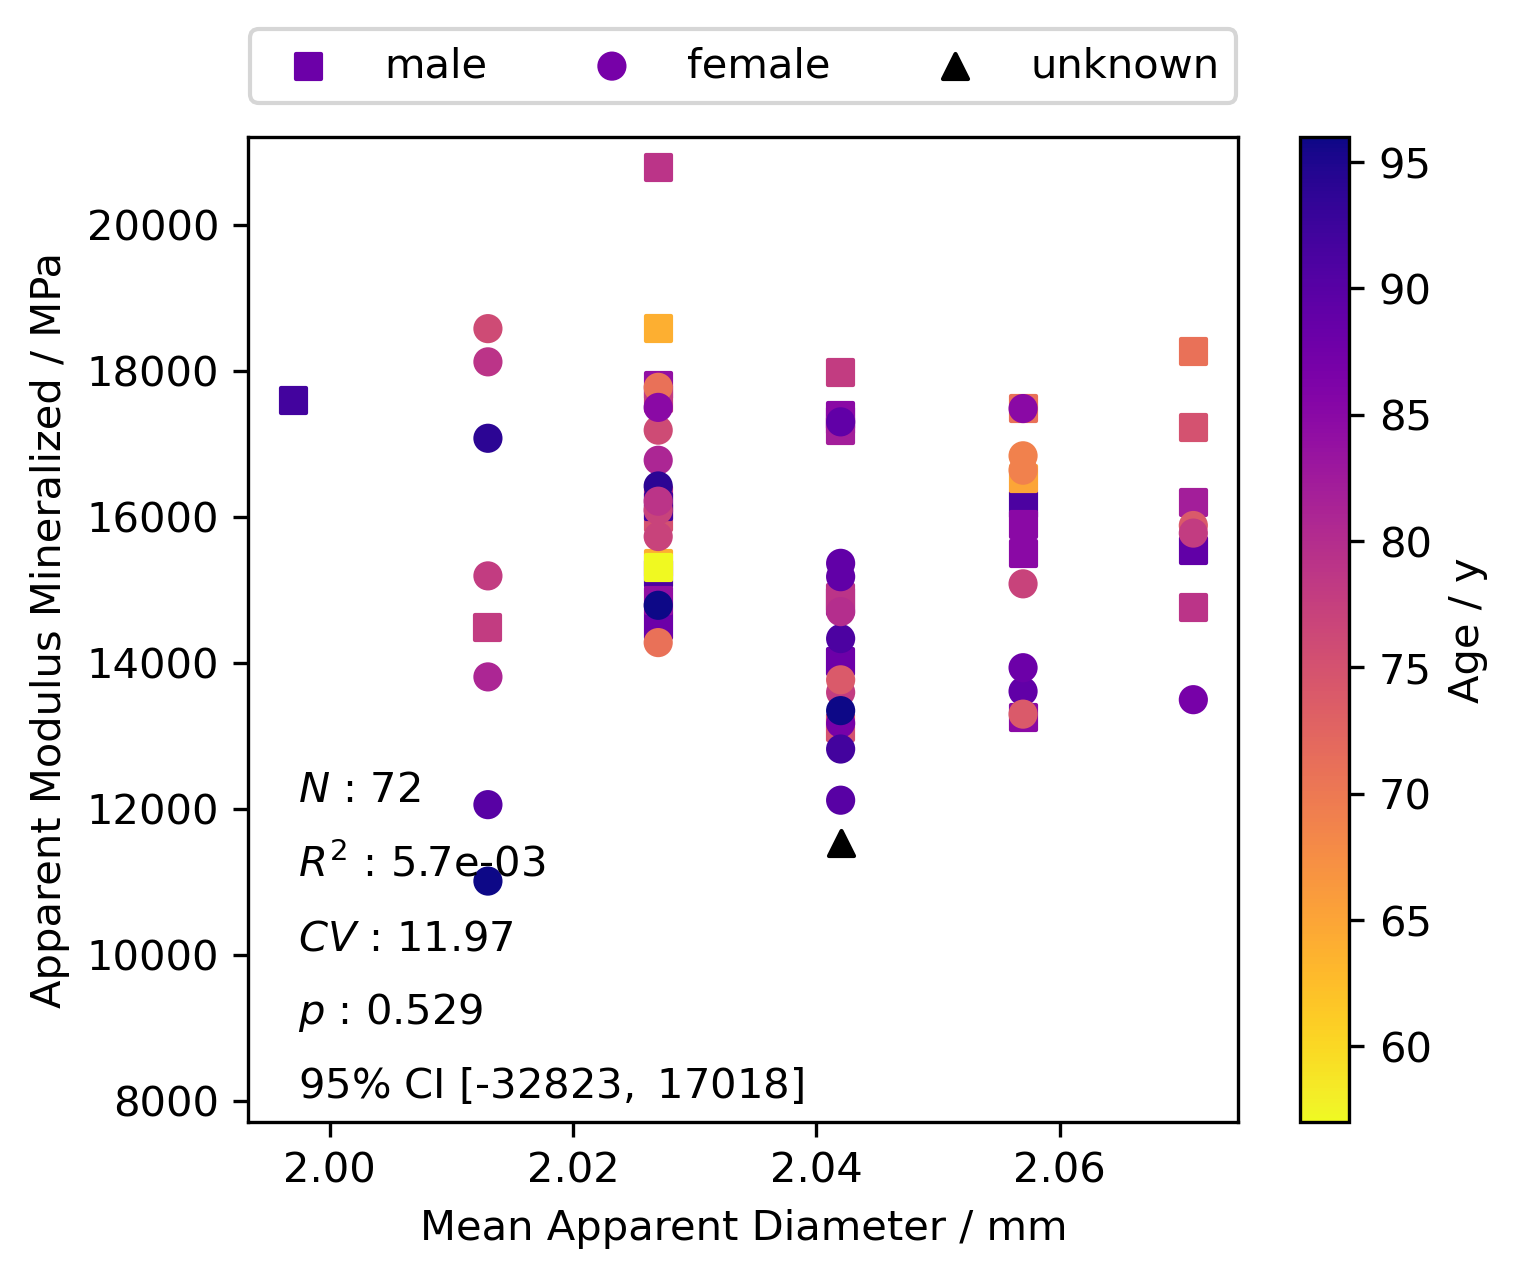 male female unknown
Apparent Modulus Mineralized / MPa
20000
18000
16000
14000
12000
10000
8000
N : 72
R² : 5.7e-03
CV : 11.97
p : 0.529
95% CI [-32823, 17018]
2.00 2.02 2.04 2.06
Mean Apparent Diameter / mm
95
90
85
80
75
70
65
60
Age / y